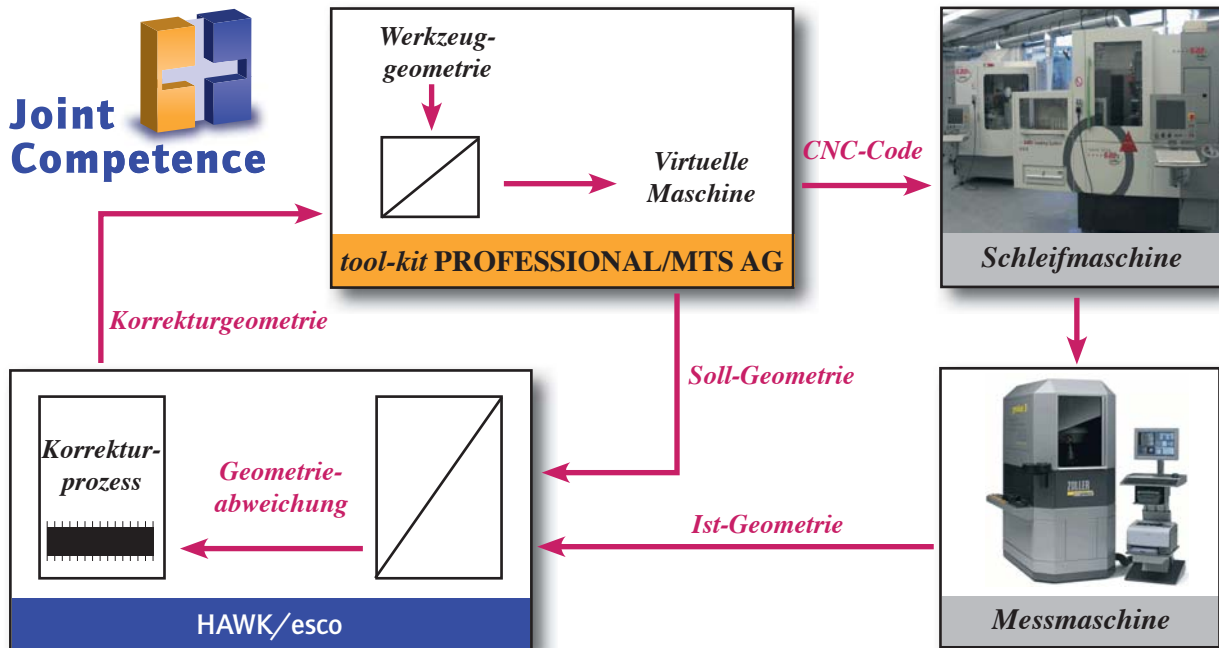 Joint
Competence
Werkzeug-
geometrie
Virtuelle
Maschine
tool-kit PROFESSIONAL/MTS AG
CNC-Code
Schleifmaschine
Korrekturgeometrie
Soll-Geometrie
Korrektur-
prozess
Geometrie-
abweichung
Ist-Geometrie
HAWK/esco
ZOLLER
Messmaschine